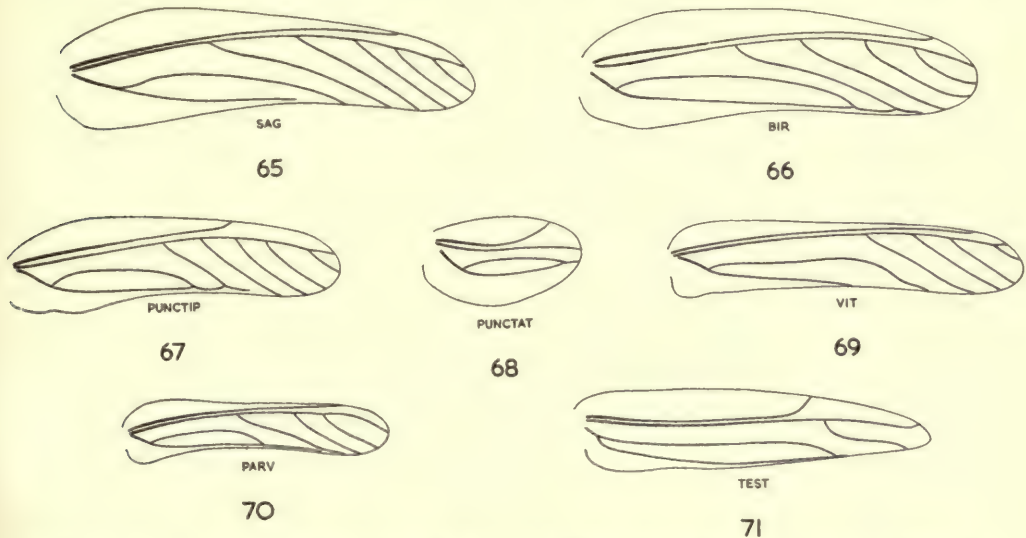 SAG
BIR
65
66
PUNCTIP
PUNCTAT
VIT
67
68
69
PARV
TEST
70
71